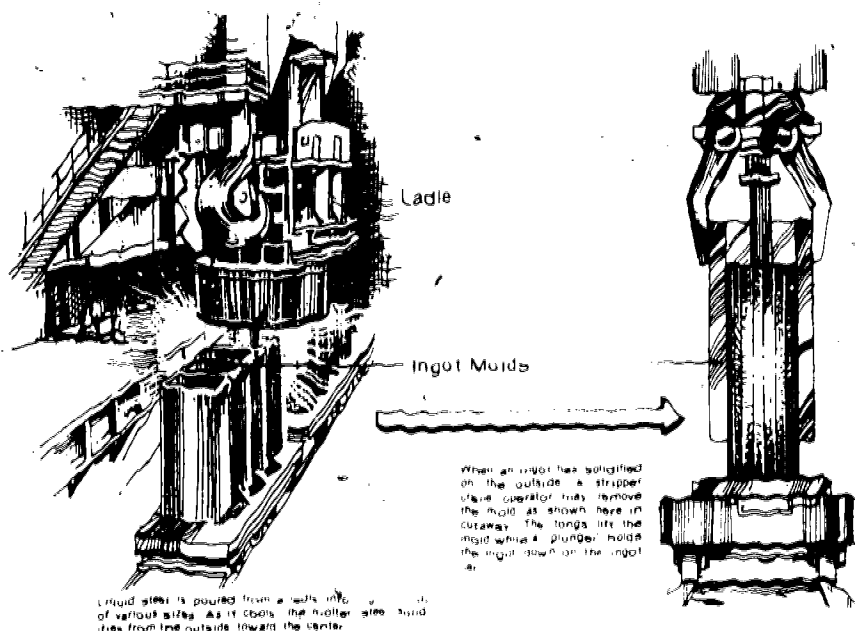 Ladle
Ingot Molds
When an ingot has solidified
on the outside a stripper
crane operator may remove
the mold as shown here in
cutaway. The tongs lift the
mold while a plunger holds
the ingot down on the ingot
Liquid steel is poured from a ladle
of various sizes. As it cools, the molten steel
from the outside toward the center